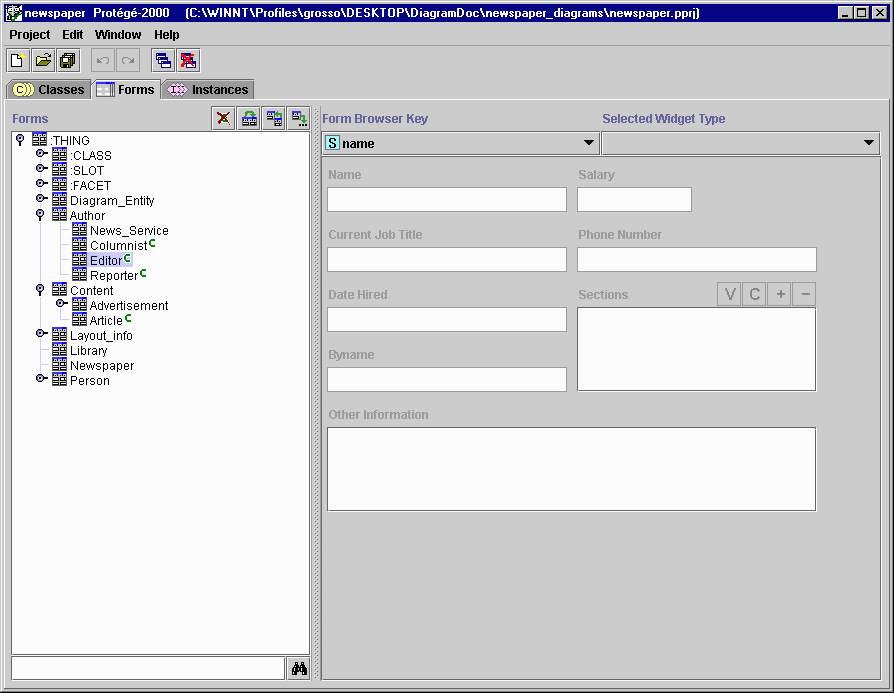 newspaper Protégé-2000 (C:\WINNT\Profiles\grosso\DESKTOP\DiagramDoc\newspaper_diagrams\newspaper.pprj)
Project Edit Window Help
C Classes Forms I Instances
Forms
:THING
:CLASS
:SLOT
:FACET
Diagram_Entity
Author
News_Service
Columnist C
Editor C
Reporter C
Content
Advertisement
Article C
Layout_info
Library
Newspaper
Person
Form Browser Key Selected Widget Type
S name
Name Salary
Current Job Title Phone Number
Date Hired Sections V C + −
Byname
Other Information